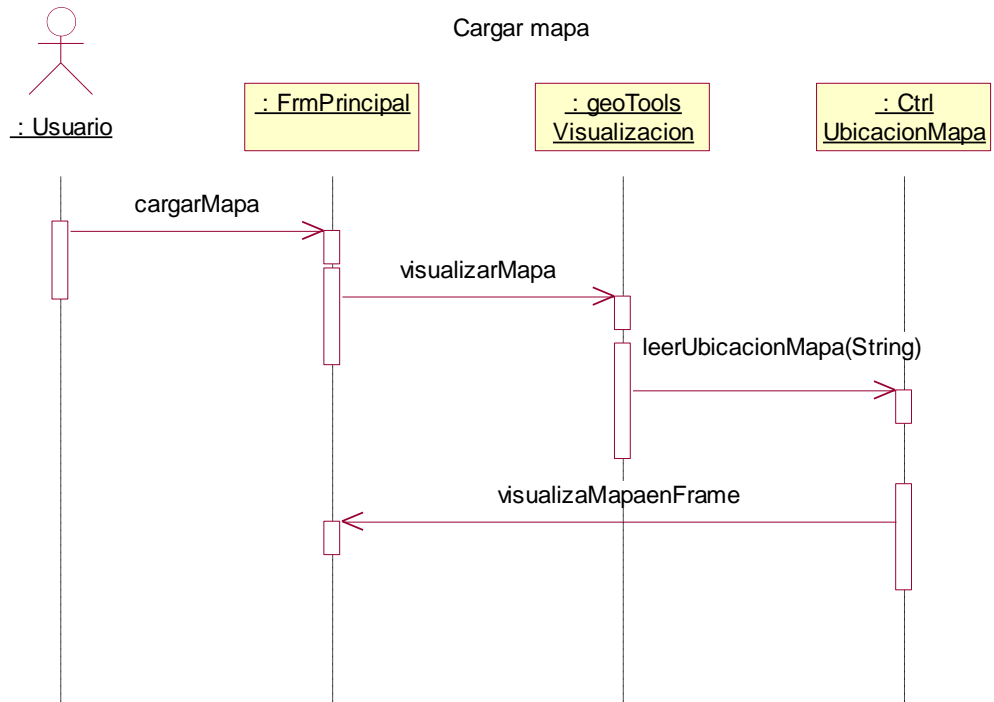 Cargar mapa
: Usuario
: FrmPrincipal
: geoTools
Visualizacion
: Ctrl
UbicacionMapa
cargarMapa
visualizarMapa
leerUbicacionMapa(String)
visualizaMapaenFrame